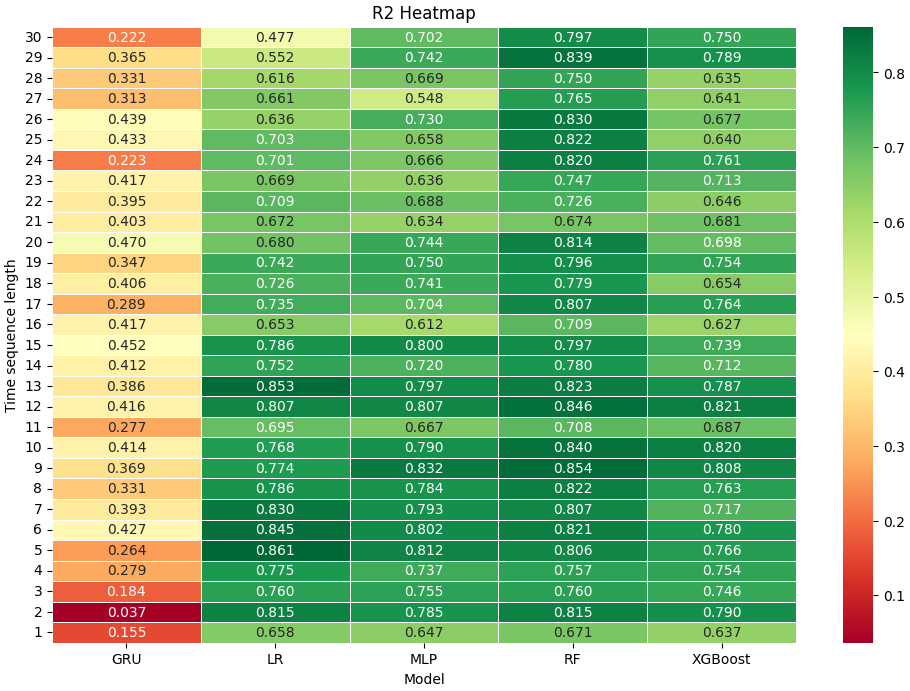 R2 Heatmap
30 0.222 0.477 0.702 0.797 0.750
29 0.365 0.552 0.742 0.839 0.789
28 0.331 0.616 0.669 0.750 0.635
27 0.313 0.661 0.548 0.765 0.641
26 0.439 0.636 0.730 0.830 0.677
25 0.433 0.703 0.658 0.822 0.640
24 0.223 0.701 0.666 0.820 0.761
23 0.417 0.669 0.636 0.747 0.713
22 0.395 0.709 0.688 0.726 0.646
21 0.403 0.672 0.634 0.674 0.681
20 0.470 0.680 0.744 0.814 0.698
19 0.347 0.742 0.750 0.796 0.754
18 0.406 0.726 0.741 0.779 0.654
17 0.289 0.735 0.704 0.807 0.764
16 0.417 0.653 0.612 0.709 0.627
15 0.452 0.786 0.800 0.797 0.739
14 0.412 0.752 0.720 0.780 0.712
13 0.386 0.853 0.797 0.823 0.787
12 0.416 0.807 0.807 0.846 0.821
11 0.277 0.695 0.667 0.708 0.687
10 0.414 0.768 0.790 0.840 0.820
9 0.369 0.774 0.832 0.854 0.808
8 0.331 0.786 0.784 0.822 0.763
7 0.393 0.830 0.793 0.807 0.717
6 0.427 0.845 0.802 0.821 0.780
5 0.264 0.861 0.812 0.806 0.766
4 0.279 0.775 0.737 0.757 0.754
3 0.184 0.760 0.755 0.760 0.746
2 0.037 0.815 0.785 0.815 0.790
1 0.155 0.658 0.647 0.671 0.637
GRU LR MLP RF XGBoost
Model
Time sequence length
0.8
0.7
0.6
0.5
0.4
0.3
0.2
0.1